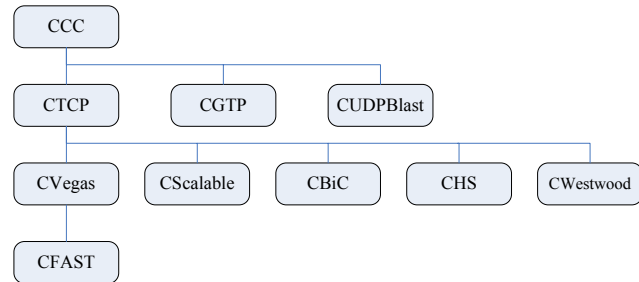 CCC
CTCP
CGTP
CUDPBlast
CVegas
CScalable
CBiC
CHS
CWestwood
CFAST